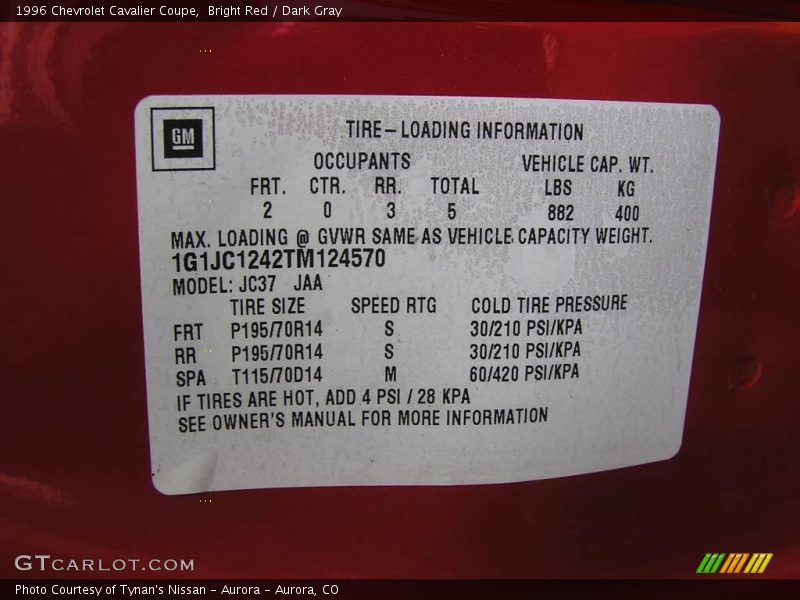 1996 Chevrolet Cavalier Coupe,  Bright Red / Dark Gray
GM
TIRE-LOADING INFORMATION
OCCUPANTS VEHICLE CAP. WT.
FRT. CTR. RR. TOTAL LBS KG
2 0 3 5 882 400
MAX. LOADING @ GVWR SAME AS VEHICLE CAPACITY WEIGHT.
1G1JC1242TM124570
MODEL: JC37 JAA
TIRE SIZE SPEED RTG COLD TIRE PRESSURE
FRT P195/70R14 S 30/210 PSI/KPA
RR P195/70R14 S 30/210 PSI/KPA
SPA T115/70D14 M 60/420 PSI/KPA
IF TIRES ARE HOT, ADD 4 PSI / 28 KPA
SEE OWNER'S MANUAL FOR MORE INFORMATION
GTCARLOT.COM
Photo Courtesy of Tynan's Nissan - Aurora - Aurora, CO